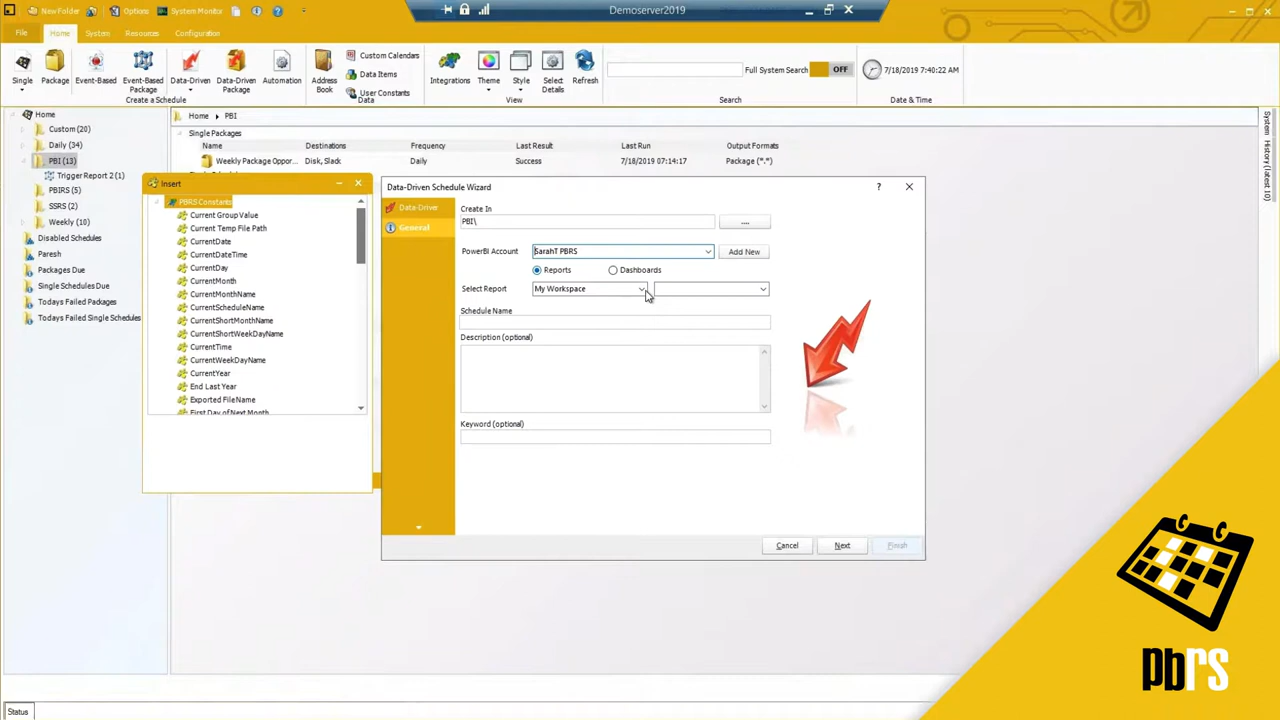 New Folder
Options
System Monitor
Demoserver2019
File
Home
System
Resources
Configuration
Single
Package
Event-Based
Event-Based Package
Data-Driven
Data-Driven Package
Automation
Create a Schedule
Address Book
Custom Calendars
Data Items
User Constants
Data
Integrations
Theme
Style
Select Details
Refresh
View
Full System Search
OFF
Search
7/18/2019 7:40:22 AM
Date & Time
Home
Custom (20)
Daily (34)
PBI (13)
Trigger Report 2 (1)
PBIRS (5)
SSRS (2)
Weekly (10)
Disabled Schedules
Paresh
Packages Due
Single Schedules Due
Todays Failed Packages
Todays Failed Single Schedules
Home PBI
Single Packages
Name Destinations Frequency Last Result Last Run Output Formats
Weekly Package Oppor... Disk, Slack Daily Success 7/18/2019 07:14:17 Package (*.*)
System History (latest 10)
Insert
PBRS Constants
Current Group Value
Current Temp File Path
CurrentDate
CurrentDateTime
CurrentDay
CurrentMonth
CurrentMonthName
CurrentScheduleName
CurrentShortMonthName
CurrentShortWeekDayName
CurrentTime
CurrentWeekDayName
CurrentYear
End Last Year
Exported FileName
First Day of Next Month
Data-Driven Schedule Wizard
Data-Driver
General
Create In
PBI\
....
PowerBI Account
SarahT PBRS
Add New
Reports
Dashboards
Select Report
My Workspace
Schedule Name
Description (optional)
Keyword (optional)
Cancel
Next
Finish
pbrs
Status